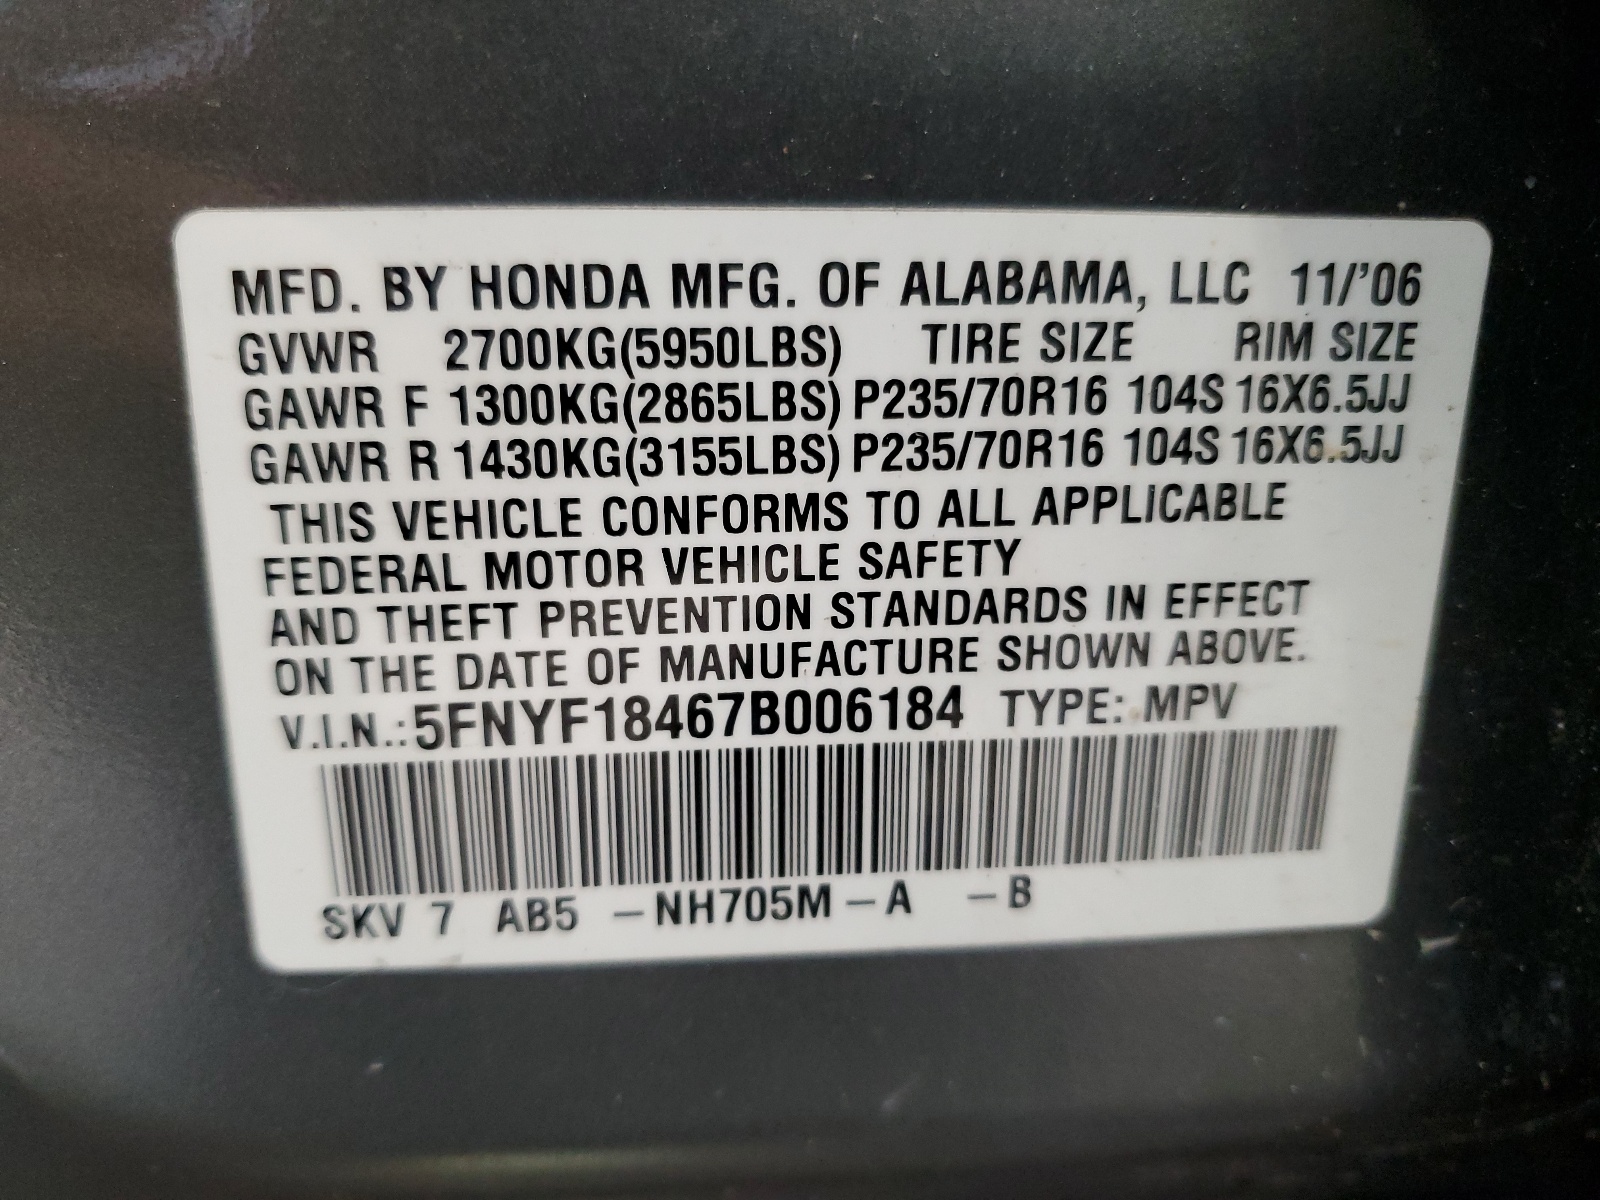 MFD. BY HONDA MFG. OF ALABAMA, LLC 11/'06
GVWR 2700KG(5950LBS) TIRE SIZE RIM SIZE
GAWR F 1300KG(2865LBS) P235/70R16 104S 16X6.5JJ
GAWR R 1430KG(3155LBS) P235/70R16 104S 16X6.5JJ
THIS VEHICLE CONFORMS TO ALL APPLICABLE
FEDERAL MOTOR VEHICLE SAFETY
AND THEFT PREVENTION STANDARDS IN EFFECT
ON THE DATE OF MANUFACTURE SHOWN ABOVE.
V.I.N.:5FNYF18467B006184 TYPE: MPV
SKV 7 AB5 –NH705M–A –B